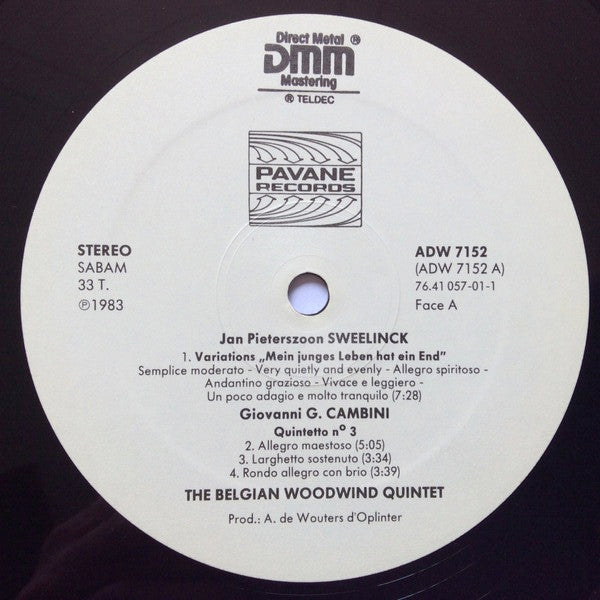 Direct Metal ®
DMM
Mastering
® TELDEC
PAVANE
RECORDS
STEREO
SABAM
33 T.
℗1983
ADW 7152
(ADW 7152 A)
76.41 057-01-1
Face A
Jan Pieterszoon SWEELINCK
1. Variations „Mein junges Leben hat ein End"
Semplice moderato - Very quietly and evenly - Allegro spiritoso -
Andantino grazioso - Vivace e leggiero -
Un poco adagio e molto tranquilo (7:28)
Giovanni G. CAMBINI
Quintetto nº 3
2. Allegro maestoso (5:05)
3. Larghetto sostenuto (3:34)
4. Rondo allegro con brio (3:39)
THE BELGIAN WOODWIND QUINTET
Prod.: A. de Wouters d'Oplinter